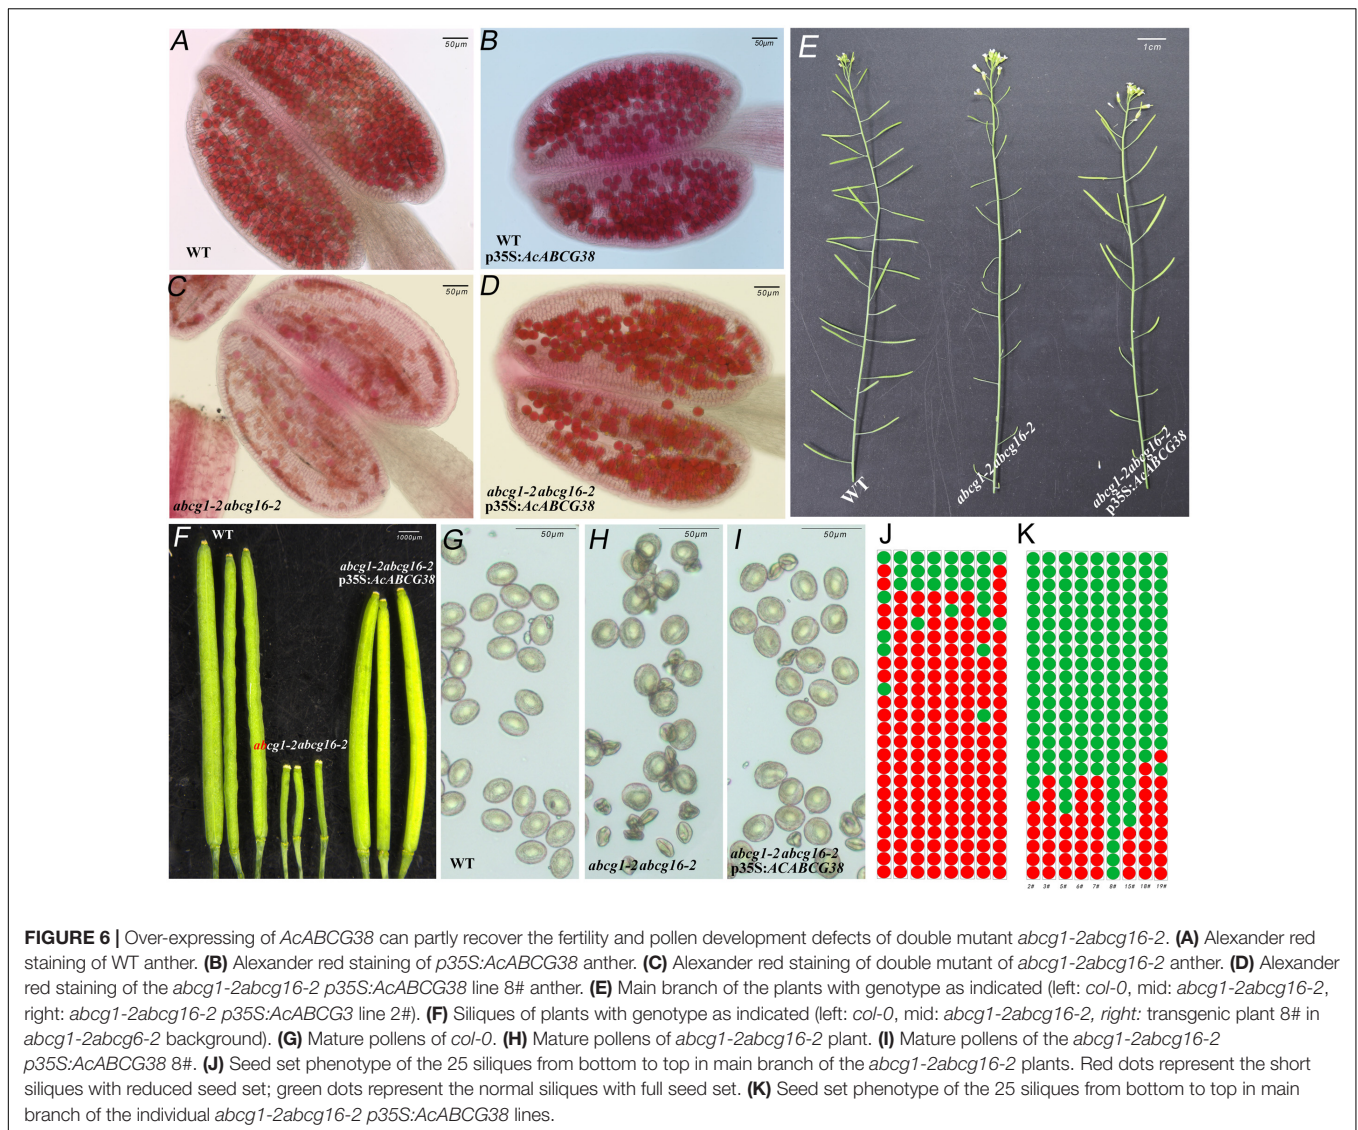 A
50μm
WT
B
50μm
WT
p35S:AcABCG38
C
50μm
abcg1-2abcg16-2
D
50μm
abcg1-2abcg16-2
p35S:AcABCG38
E
1cm
WT
abcg1-2abcg16-2
abcg1-2abcg16-2
p35S:AcABCG38
F
WT
1000μm
abcg1-2abcg16-2
p35S:AcABCG38
abcg1-2abcg16-2
G
50μm
WT
H
50μm
abcg1-2abcg16-2
I
50μm
abcg1-2abcg16-2
p35S:ACABCG38
J
K
2# 3# 5# 6# 7# 8# 15# 18# 19#
FIGURE 6 | Over-expressing of AcABCG38 can partly recover the fertility and pollen development defects of double mutant abcg1-2abcg16-2. (A) Alexander red
staining of WT anther. (B) Alexander red staining of p35S:AcABCG38 anther. (C) Alexander red staining of double mutant of abcg1-2abcg16-2 anther. (D) Alexander
red staining of the abcg1-2abcg16-2 p35S:AcABCG38 line 8# anther. (E) Main branch of the plants with genotype as indicated (left: col-0, mid: abcg1-2abcg16-2,
right: abcg1-2abcg16-2 p35S:AcABCG3 line 2#). (F) Siliques of plants with genotype as indicated (left: col-0, mid: abcg1-2abcg16-2, right: transgenic plant 8# in
abcg1-2abcg6-2 background). (G) Mature pollens of col-0. (H) Mature pollens of abcg1-2abcg16-2 plant. (I) Mature pollens of the abcg1-2abcg16-2
p35S:AcABCG38 8#. (J) Seed set phenotype of the 25 siliques from bottom to top in main branch of the abcg1-2abcg16-2 plants. Red dots represent the short
siliques with reduced seed set; green dots represent the normal siliques with full seed set. (K) Seed set phenotype of the 25 siliques from bottom to top in main
branch of the individual abcg1-2abcg16-2 p35S:AcABCG38 lines.